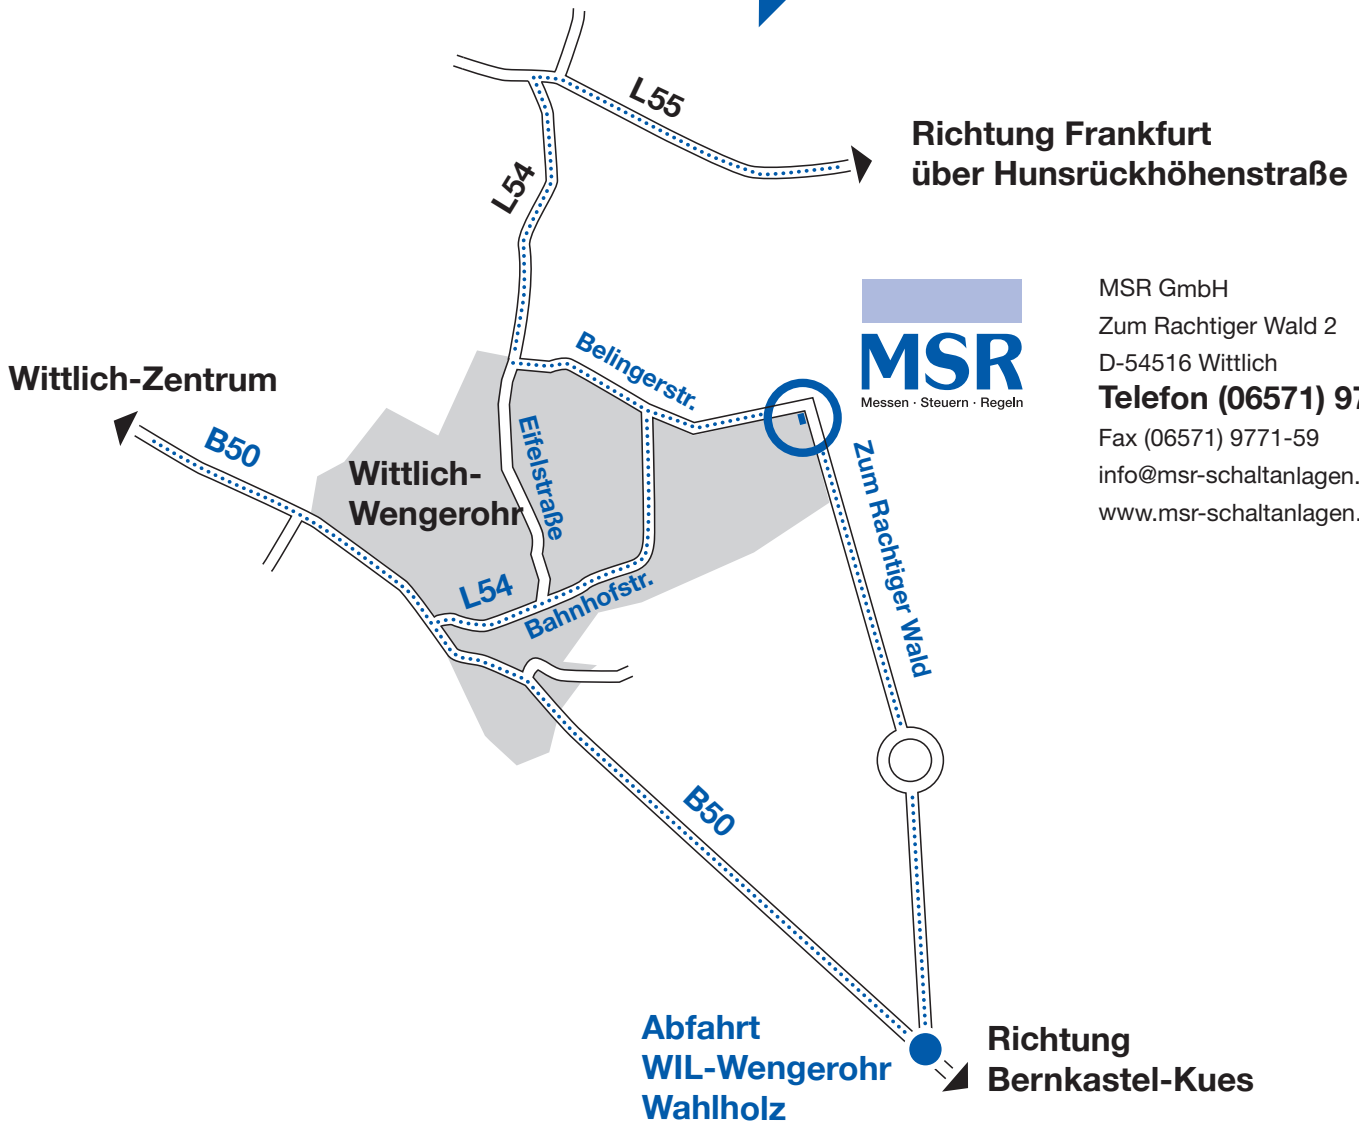 L55
Richtung Frankfurt
über Hunsrückhöhenstraße
L54
MSR
Messen · Steuern · Regeln
MSR GmbH
Zum Rachtiger Wald 2
D-54516 Wittlich
Telefon (06571) 97
Fax (06571) 9771-59
info@msr-schaltanlagen.
www.msr-schaltanlagen.
Belingerstr.
Wittlich-Zentrum
B50
Eifelstraße
Wittlich-
Wengerohr
Zum Rachtiger Wald
L54
Bahnhofstr.
B50
Abfahrt
WIL-Wengerohr
Wahlholz
Richtung
Bernkastel-Kues